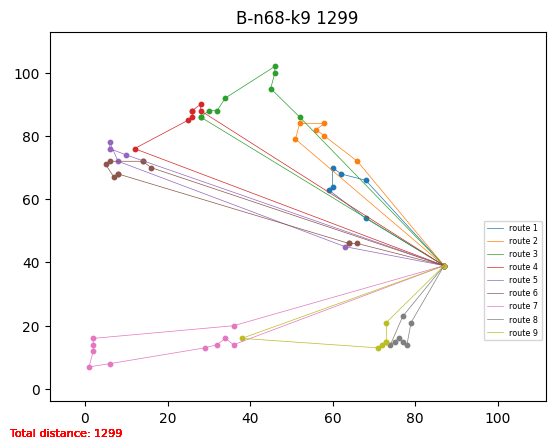 B-n68-k9 1299
100
80
60
40
20
0
0 20 40 60 80 100
route 1
route 2
route 3
route 4
route 5
route 6
route 7
route 8
route 9
Total distance: 1299